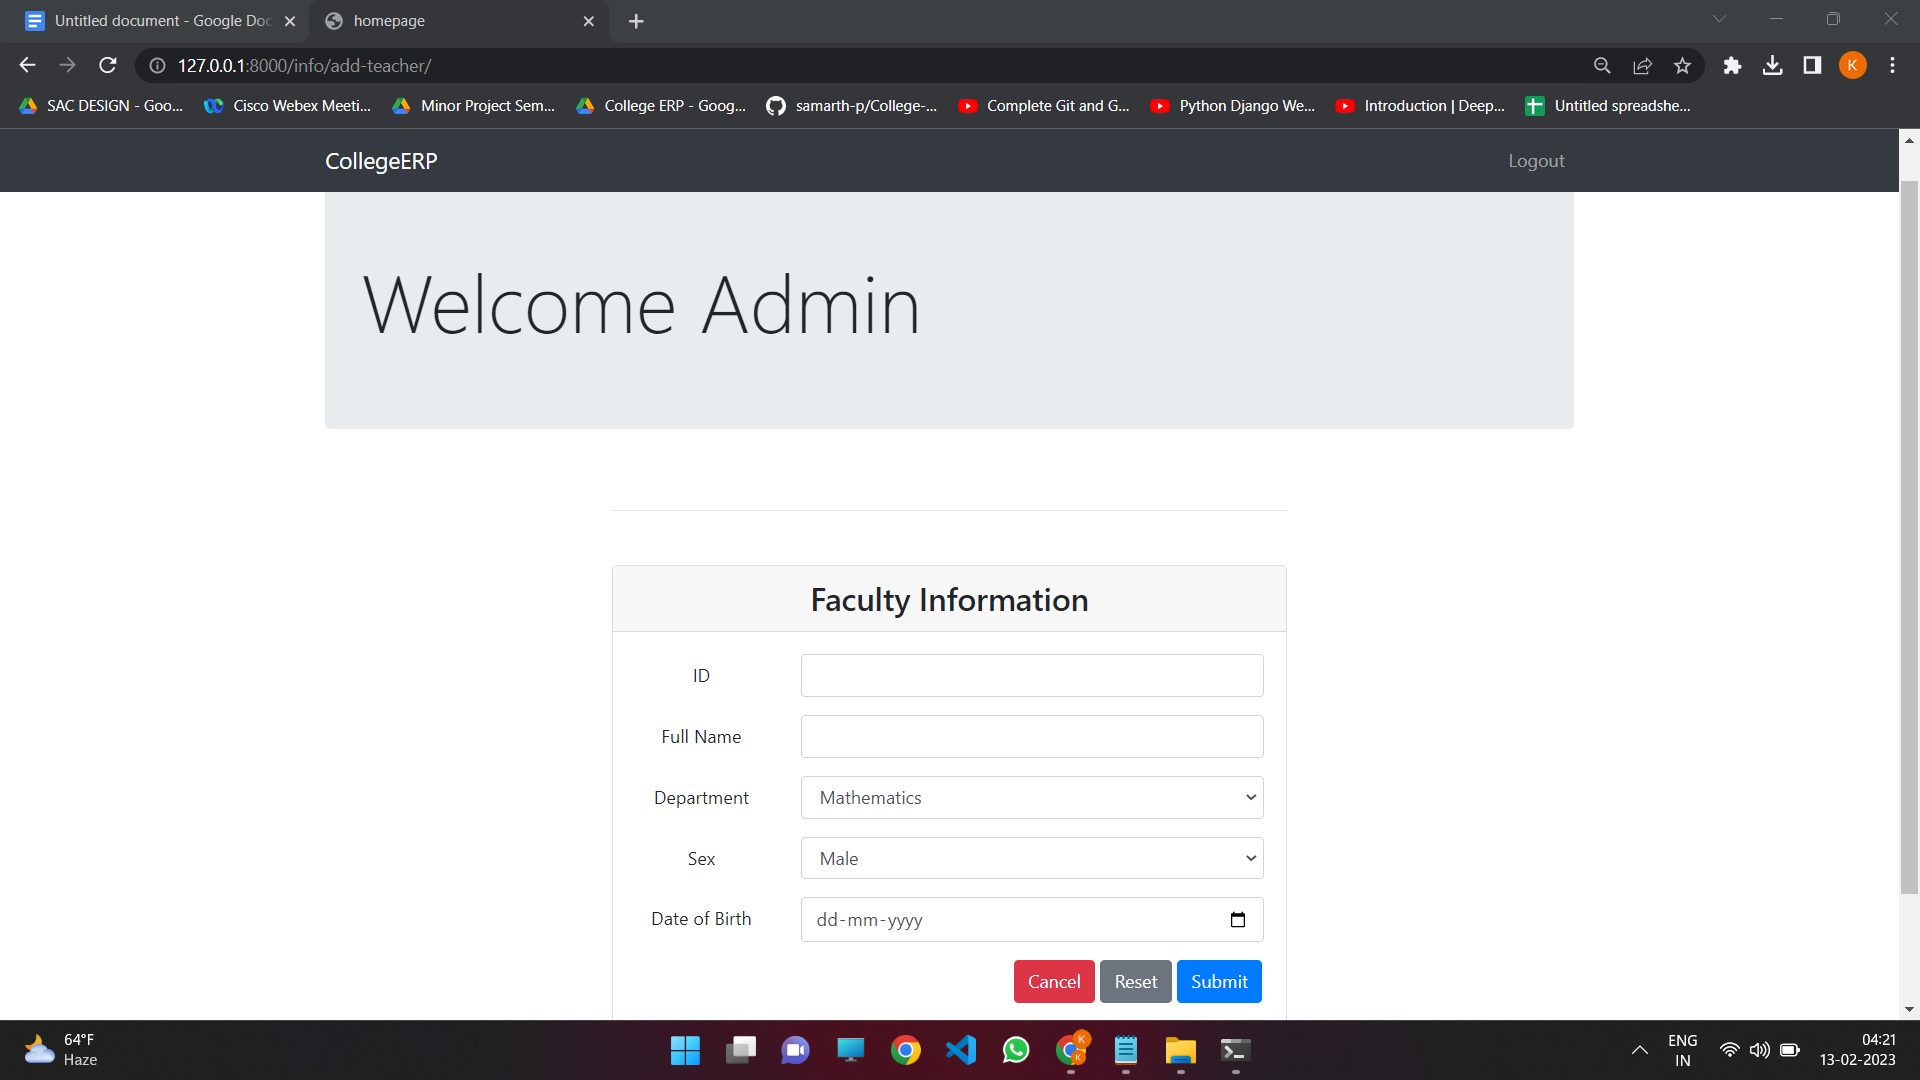 Untitled document - Google Doc
homepage
127.0.0.1:8000/info/add-teacher/
K
SAC DESIGN - Goo...
Cisco Webex Meeti...
Minor Project Sem...
College ERP - Goog...
samarth-p/College-...
Complete Git and G...
Python Django We...
Introduction | Deep...
Untitled spreadshe...
CollegeERP
Logout
Welcome Admin
Faculty Information
ID
Full Name
Department
Mathematics
Sex
Male
Date of Birth
dd-mm-yyyy
Cancel
Reset
Submit
64°F
Haze
K
K
ENG
IN
04:21
13-02-2023